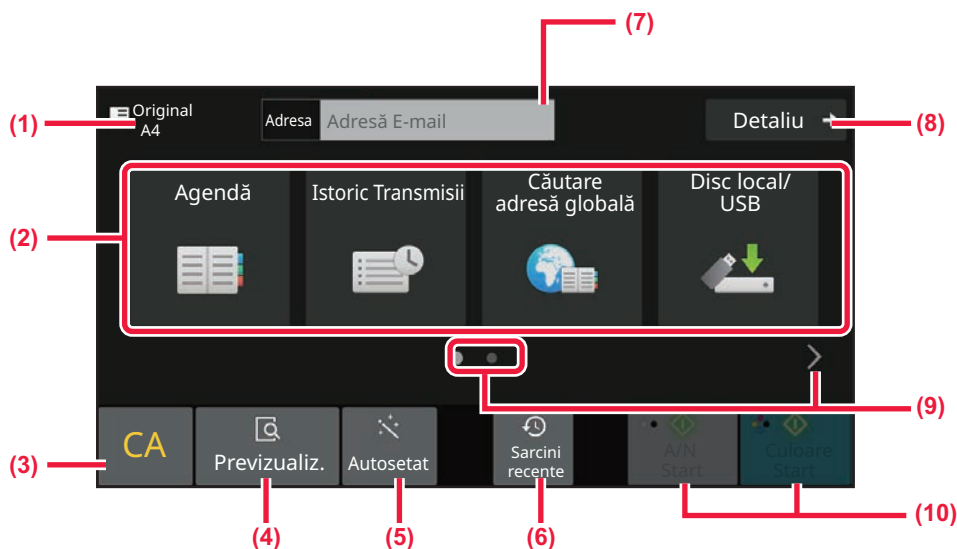 (7)
(1)
Original
A4
Adresa
Adresă E-mail
Detaliu
(8)
(2)
Agendă
Istoric Transmisii
Căutare
adresă globală
Disc local/
USB
(9)
(3)
CA
Previzualiz.
Autosetat
Sarcini
recente
A/N
Start
Culoare
Start
(10)
(4)
(5)
(6)